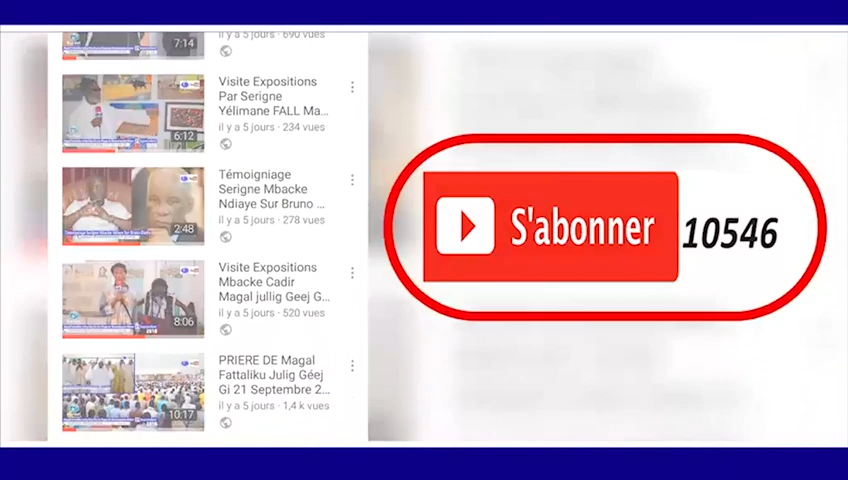 il y a 5 jours · 690 vues
7:14
Visite Expositions
Par Serigne
Yélimane FALL Ma...
il y a 5 jours · 234 vues
6:12
Témoigniage
Serigne Mbacke
Ndiaye Sur Bruno ...
il y a 5 jours · 278 vues
2:48
Visite Expositions
Mbacke Cadir
Magal jullig Geej G...
il y a 5 jours · 520 vues
8:06
PRIERE DE Magal
Fattaliku Julig Géej
Gi 21 Septembre 2...
il y a 5 jours · 1,4 k vues
10:17
S'abonner
10546